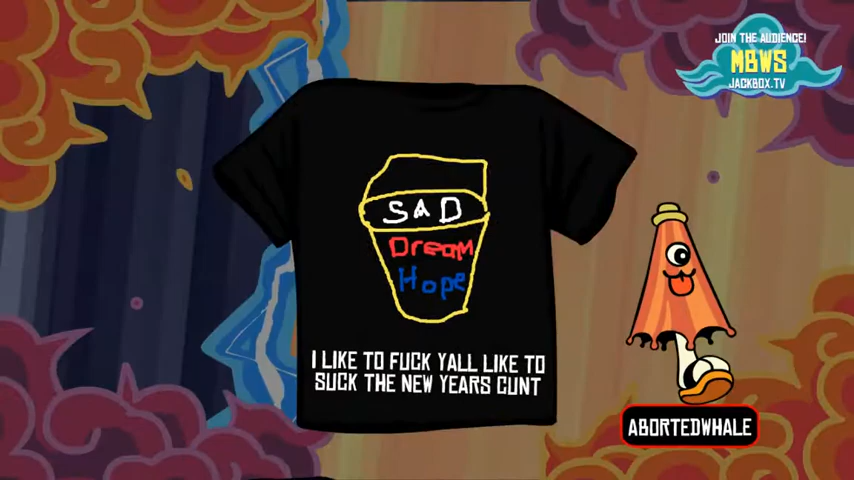 JOIN THE AUDIENCE!
MBWS
JACKBOX.TV
SAD
Dream
Hope
I LIKE TO FUCK YALL LIKE TO
SUCK THE NEW YEARS CUNT
ABORTEDWHALE